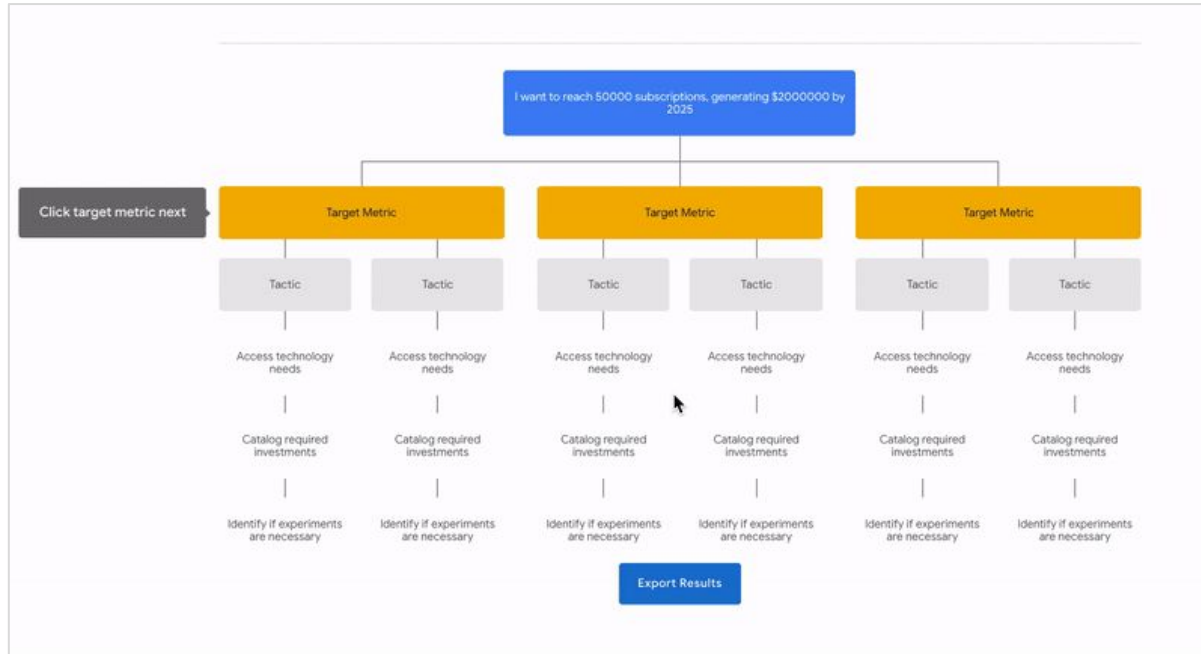 I want to reach 50000 subscriptions, generating $2000000 by
2025
Click target metric next
Target Metric
Target Metric
Target Metric
Tactic
Tactic
Tactic
Tactic
Tactic
Tactic
Access technology
needs
Access technology
needs
Access technology
needs
Access technology
needs
Access technology
needs
Access technology
needs
Catalog required
investments
Catalog required
investments
Catalog required
investments
Catalog required
investments
Catalog required
investments
Catalog required
investments
Identify if experiments
are necessary
Identify if experiments
are necessary
Identify if experiments
are necessary
Identify if experiments
are necessary
Identify if experiments
are necessary
Identify if experiments
are necessary
Export Results